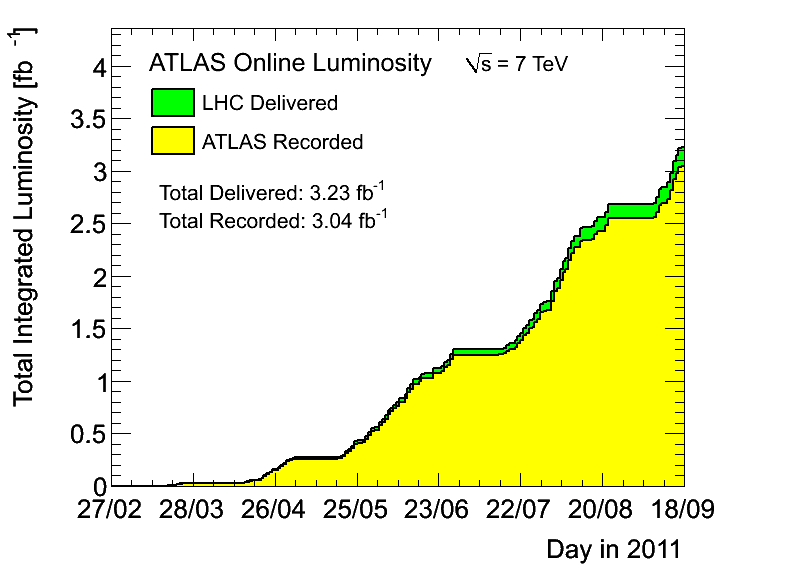 Total Integrated Luminosity [fb⁻¹]
ATLAS Online Luminosity √s = 7 TeV
LHC Delivered
ATLAS Recorded
Total Delivered: 3.23 fb⁻¹
Total Recorded: 3.04 fb⁻¹
4
3.5
3
2.5
2
1.5
1
0.5
0
27/02 28/03 26/04 25/05 23/06 22/07 20/08 18/09
Day in 2011